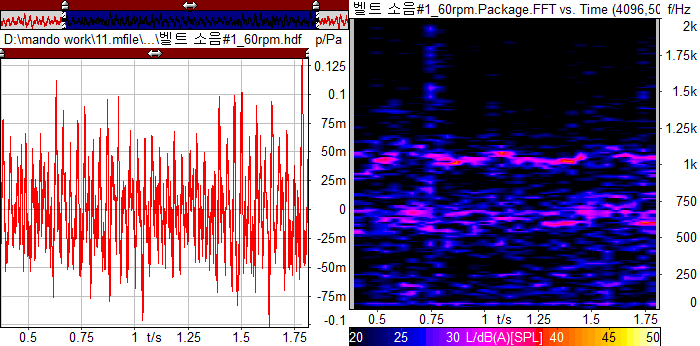 D:\mando work\11.mfile\...\벨트 소음#1_60rpm.hdf p/Pa
0.125
0.1
75m
50m
25m
0
-25m
-50m
-75m
-0.1
0.5 0.75 1 t/s 1.25 1.5 1.75
벨트 소음#1_60rpm.Package.FFT vs. Time (4096,50 f/Hz
2k
1.75k
1.5k
1.25k
1k
750
500
250
0
0.5 0.75 1 t/s 1.25 1.5 1.75
20 25 30 L/dB(A)[SPL] 40 45 50